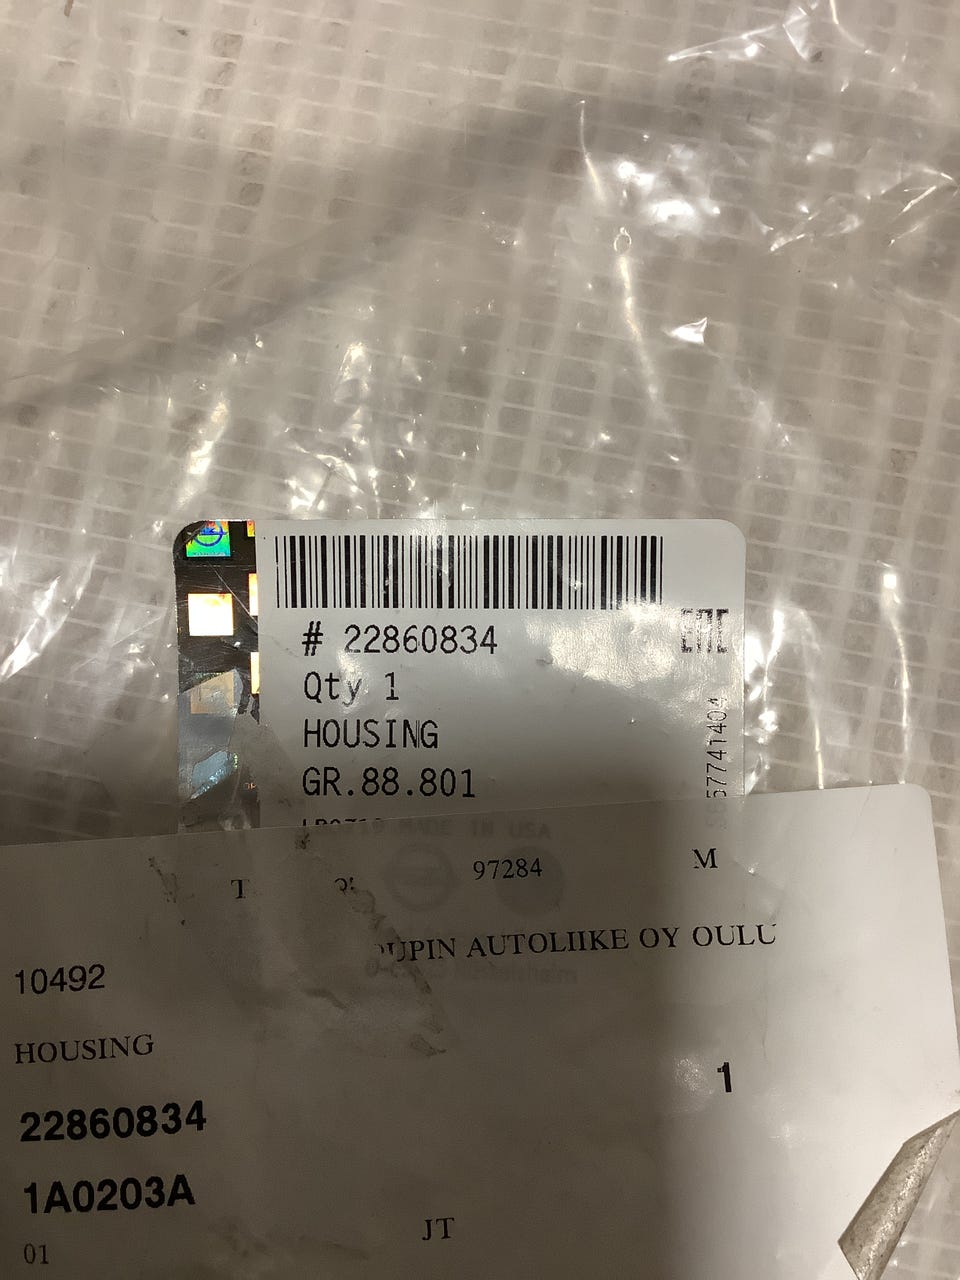 # 22860834
Qty 1
HOUSING
GR.88.801
EAC
MADE IN USA
97284
M
AUTOLIIKE OY OULU
10492
HOUSING
1
22860834
1A0203A
JT
01